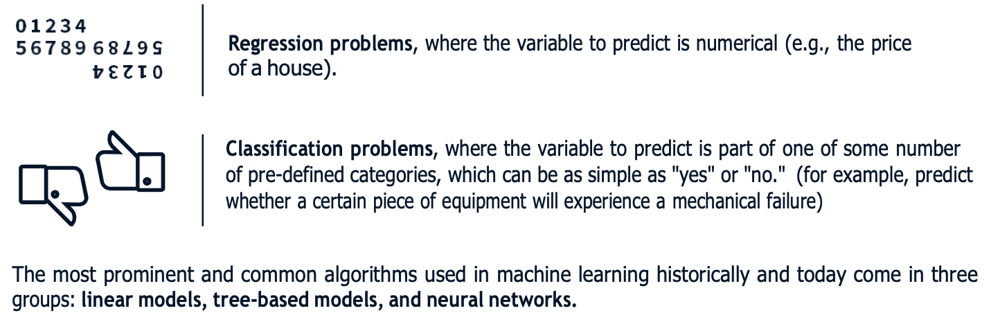 01234
56789 56789
01234
Regression problems, where the variable to predict is numerical (e.g., the price
of a house).
Classification problems, where the variable to predict is part of one of some number
of pre-defined categories, which can be as simple as "yes" or "no." (for example, predict
whether a certain piece of equipment will experience a mechanical failure)
The most prominent and common algorithms used in machine learning historically and today come in three
groups: linear models, tree-based models, and neural networks.